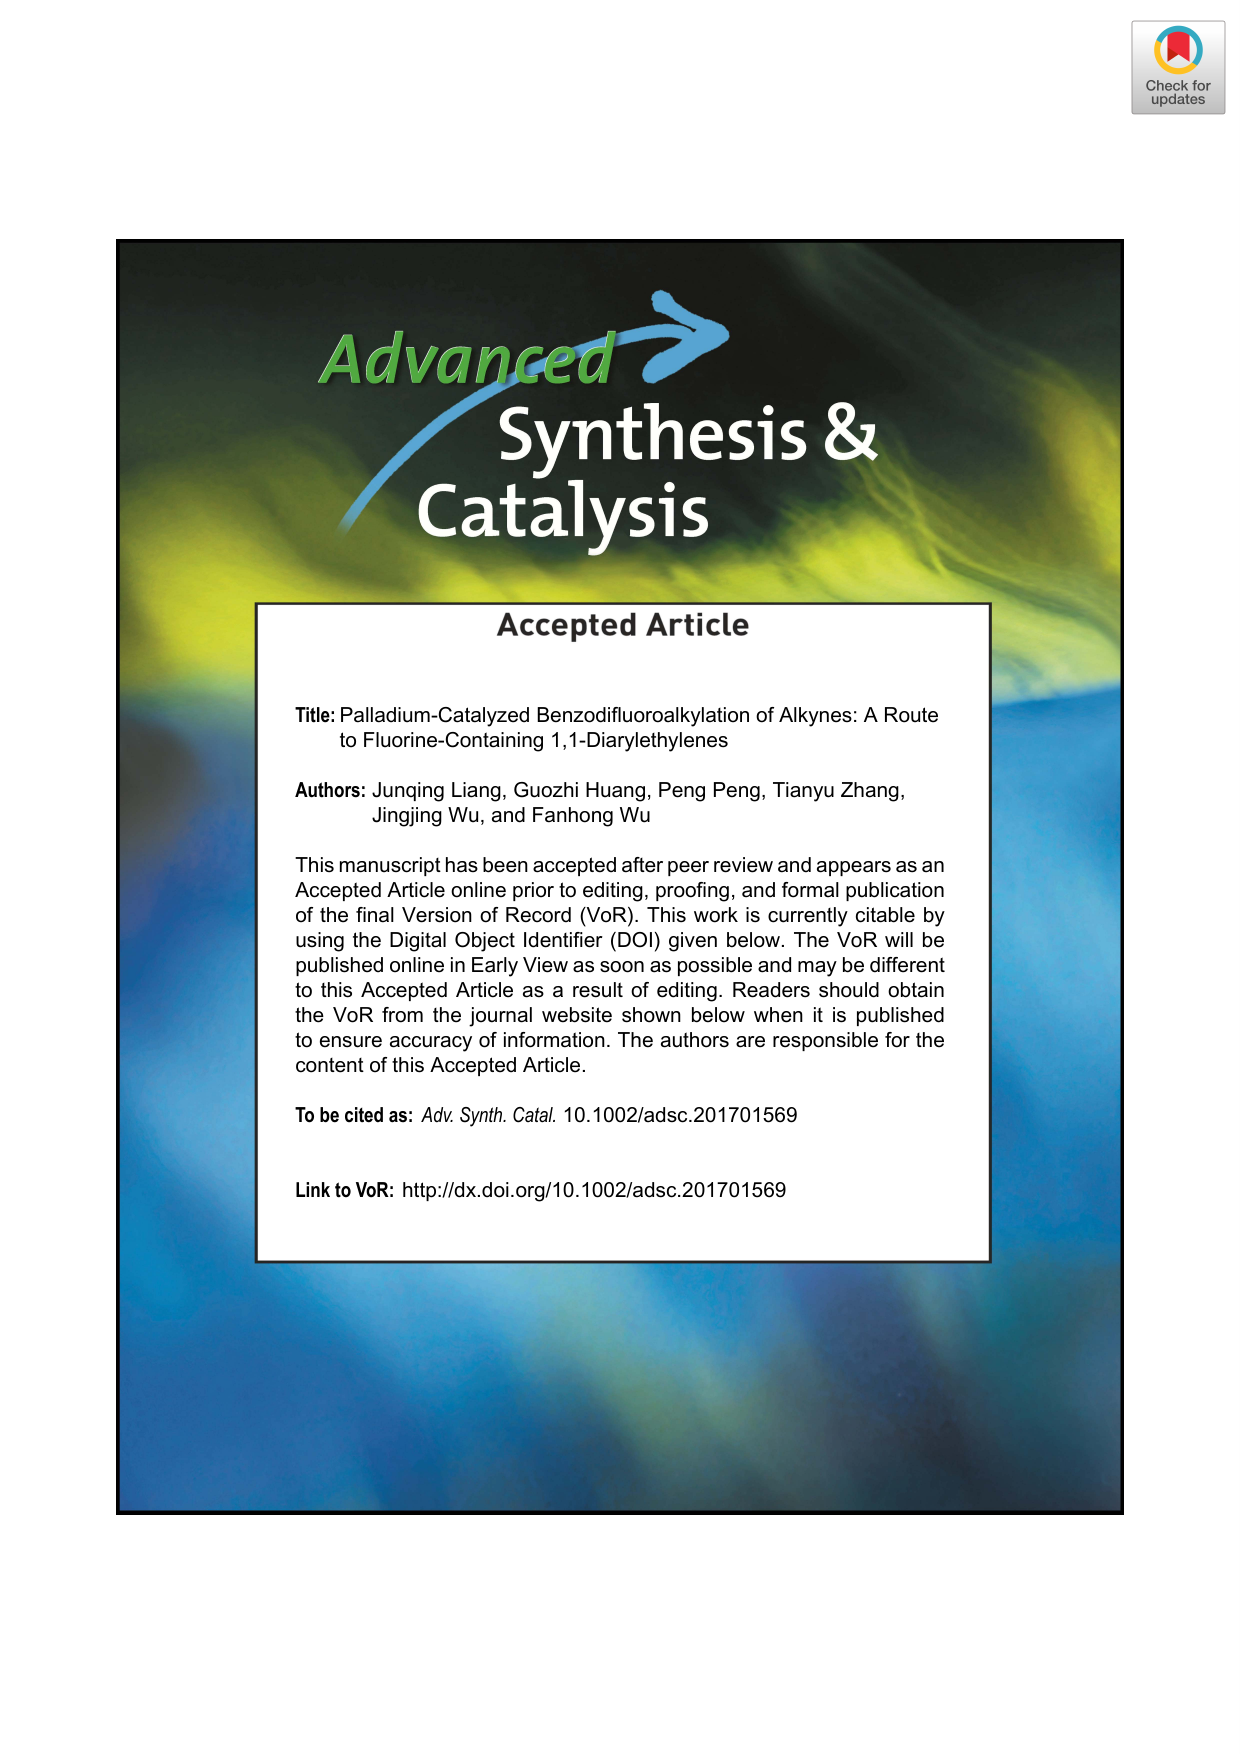 Check for
updates
Advanced
Synthesis &
Catalysis
Accepted Article
Title: Palladium-Catalyzed Benzodifluoroalkylation of Alkynes: A Route
to Fluorine-Containing 1,1-Diarylethylenes
Authors: Junqing Liang, Guozhi Huang, Peng Peng, Tianyu Zhang,
Jingjing Wu, and Fanhong Wu
This manuscript has been accepted after peer review and appears as an
Accepted Article online prior to editing, proofing, and formal publication
of the final Version of Record (VoR). This work is currently citable by
using the Digital Object Identifier (DOI) given below. The VoR will be
published online in Early View as soon as possible and may be different
to this Accepted Article as a result of editing. Readers should obtain
the VoR from the journal website shown below when it is published
to ensure accuracy of information. The authors are responsible for the
content of this Accepted Article.
To be cited as: Adv. Synth. Catal. 10.1002/adsc.201701569
Link to VoR: http://dx.doi.org/10.1002/adsc.201701569